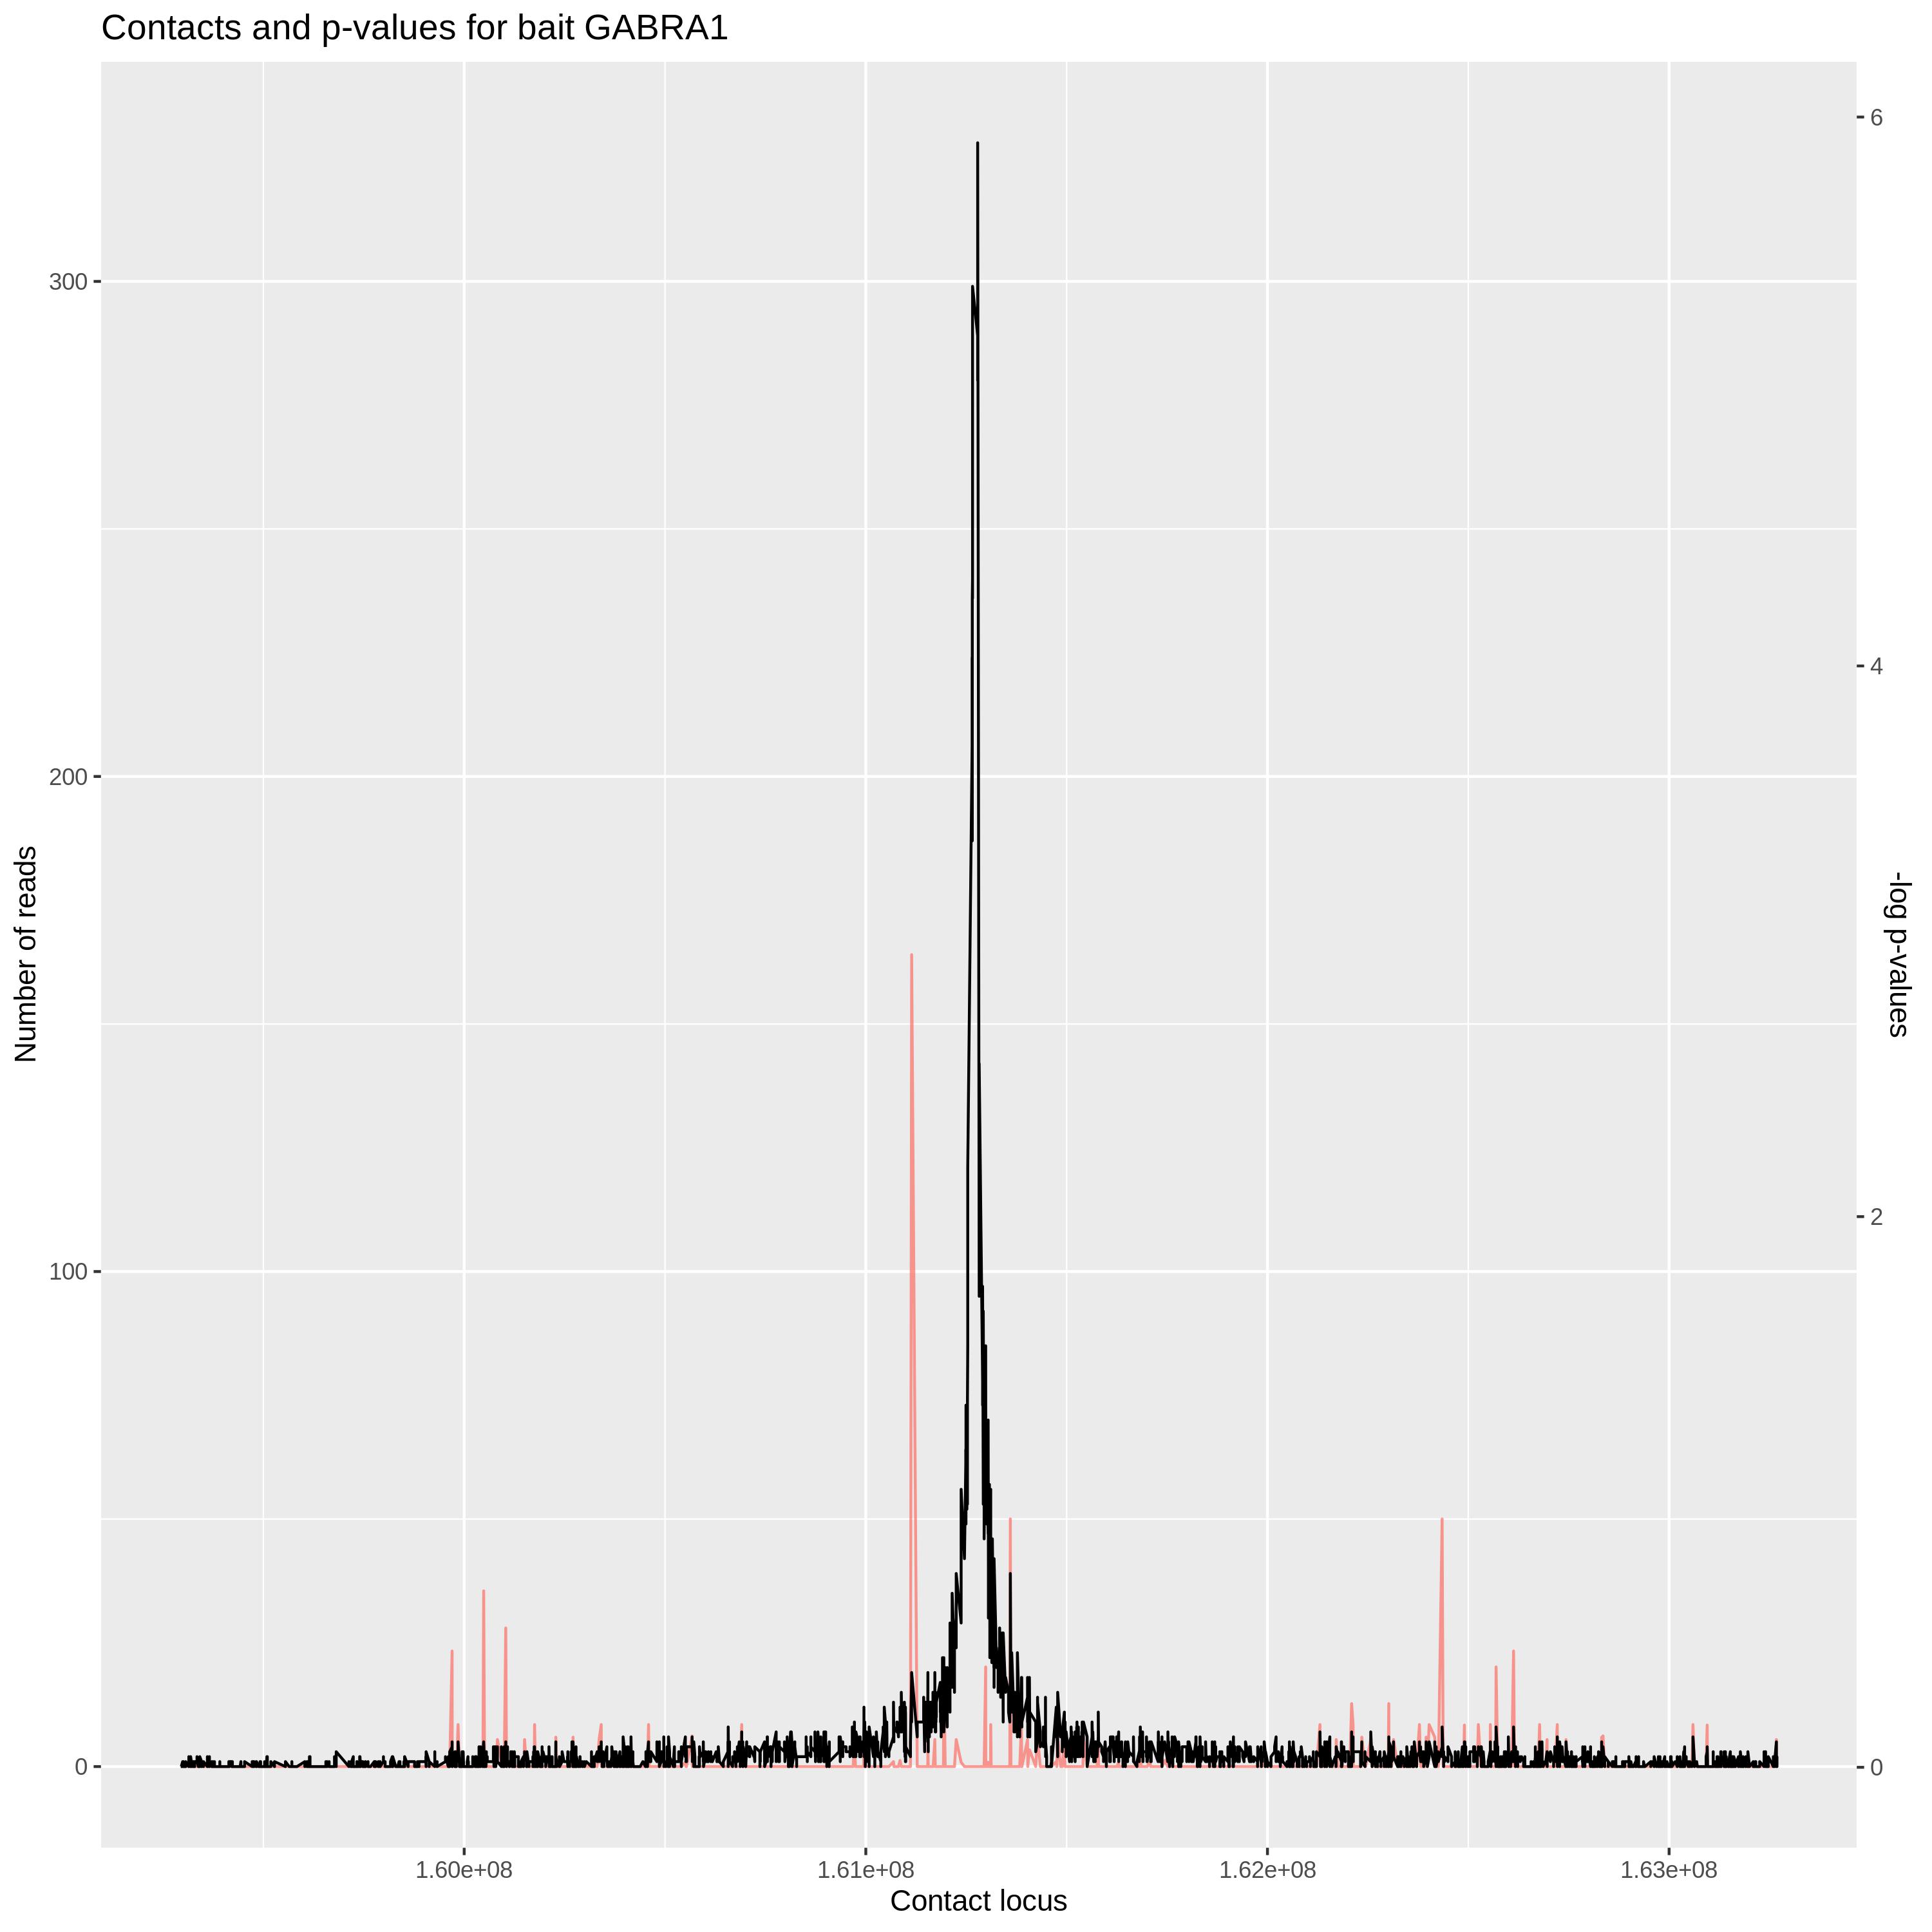 Contacts and p-values for bait GABRA1
Number of reads
300
200
100
0
6
4
2
0
-log p-values
1.60e+08
1.61e+08
1.62e+08
1.63e+08
Contact locus